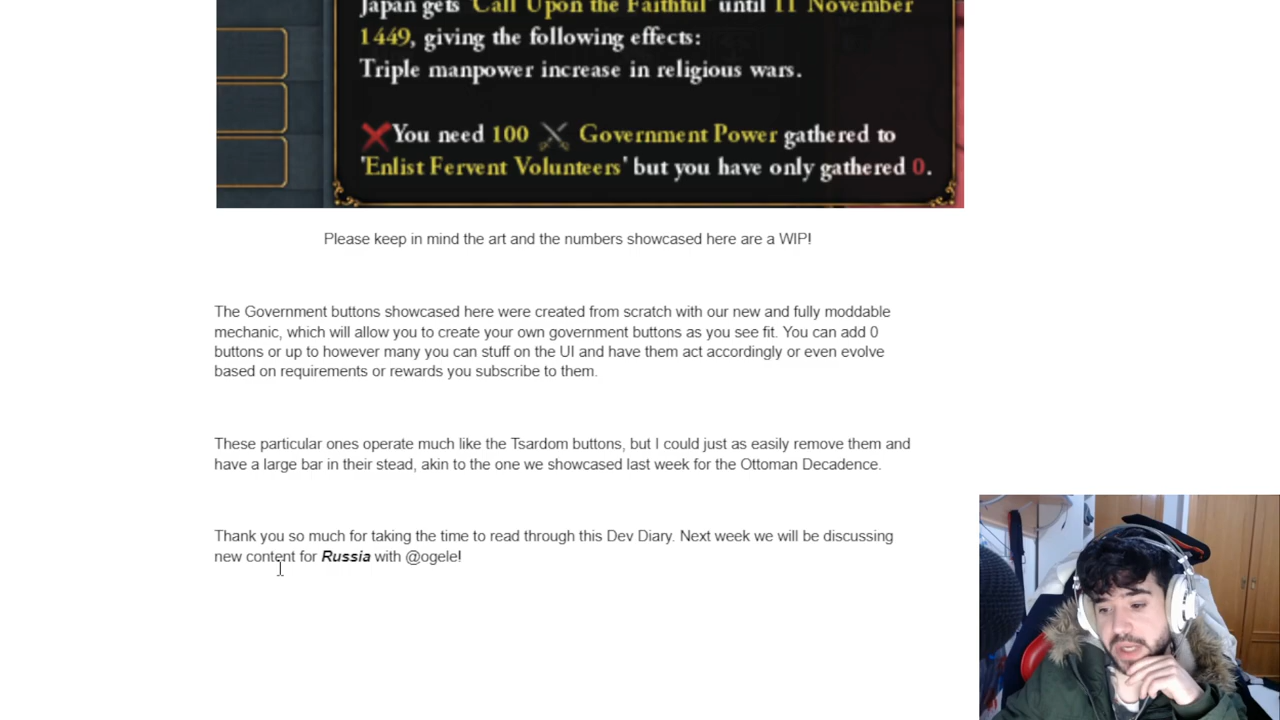 Japan gets 'Call Upon the Faithful' until 11 November
1449, giving the following effects:
Triple manpower increase in religious wars.
You need 100 Government Power gathered to
'Enlist Fervent Volunteers' but you have only gathered 0.
Please keep in mind the art and the numbers showcased here are a WIP!
The Government buttons showcased here were created from scratch with our new and fully moddable
mechanic, which will allow you to create your own government buttons as you see fit. You can add 0
buttons or up to however many you can stuff on the UI and have them act accordingly or even evolve
based on requirements or rewards you subscribe to them.
These particular ones operate much like the Tsardom buttons, but I could just as easily remove them and
have a large bar in their stead, akin to the one we showcased last week for the Ottoman Decadence.
Thank you so much for taking the time to read through this Dev Diary. Next week we will be discussing
new content for Russia with @ogele!